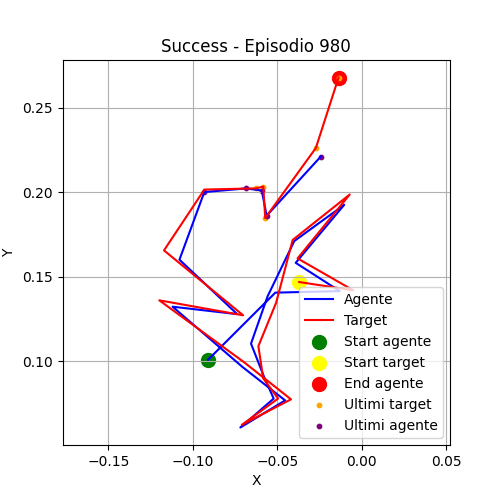 Success - Episodio 980
Y
0.25
0.20
0.15
0.10
−0.15
−0.10
−0.05
0.00
0.05
X
Agente
Target
Start agente
Start target
End agente
Ultimi target
Ultimi agente